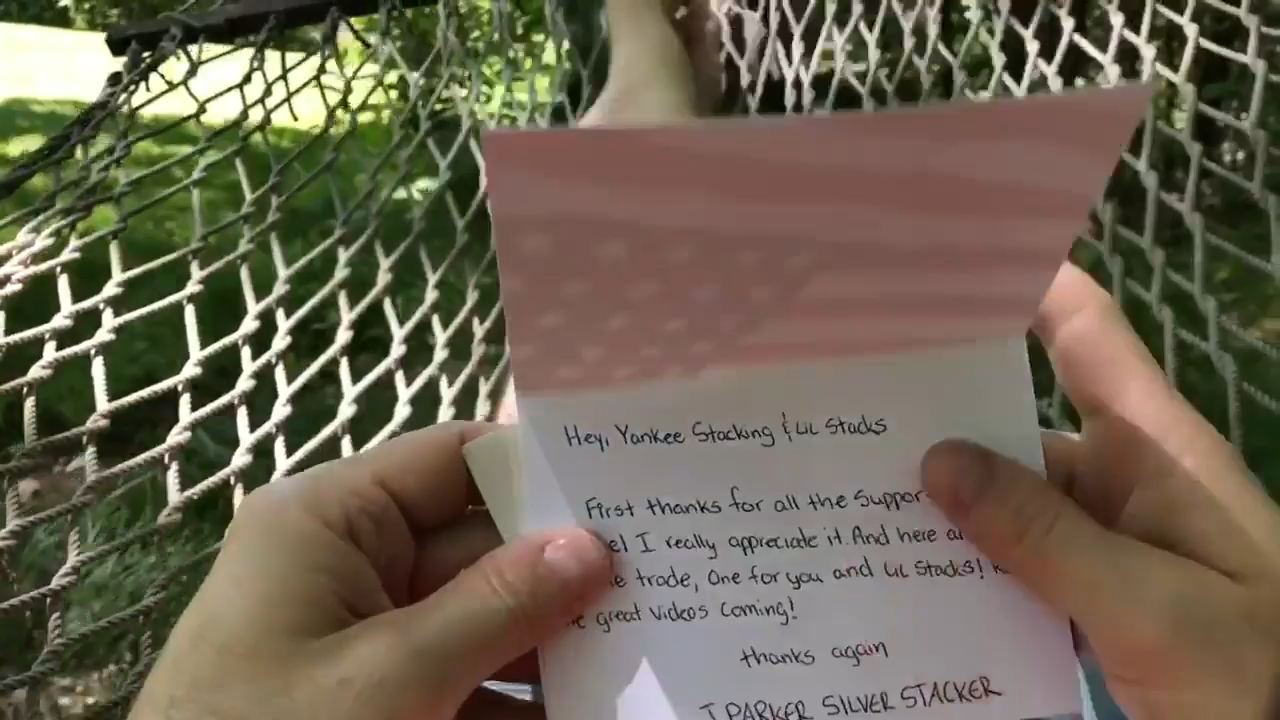 Hey, Yankee Stacking & Lil Stacks
First thanks for all the Suppor
el I really appreciate it. And here a
e trade, One for you and Lil Stacks!
great Videos Coming!
thanks again
J PARKER SILVER STACKER